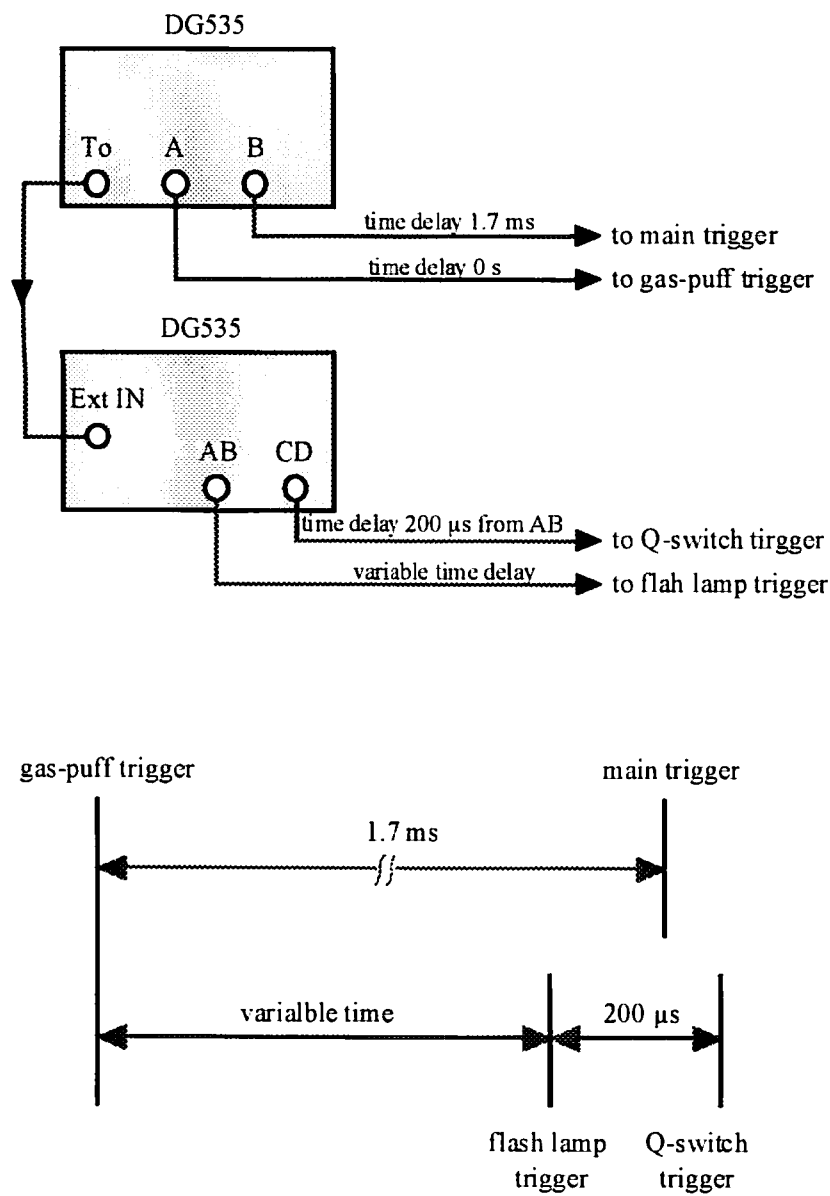 DG535
To A B
time delay 1.7 ms
to main trigger
time delay 0 s
to gas-puff trigger
DG535
Ext IN
AB CD
time delay 200 µs from AB
to Q-switch tirgger
variable time delay
to flah lamp trigger
gas-puff trigger
main trigger
1.7 ms
varialble time
200 µs
flash lamp
trigger
Q-switch
trigger